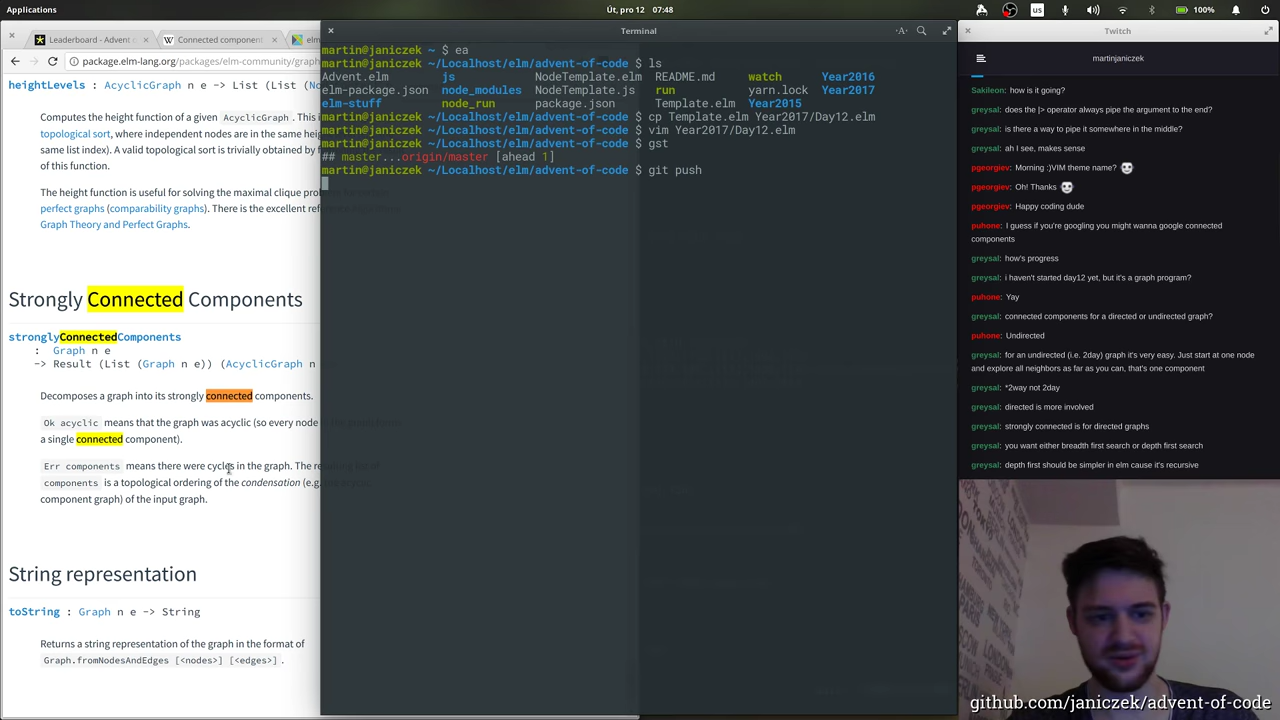 Applications
Út, pro 12 07:48
us
100%
Leaderboard - Advent
Connected component
elm
package.elm-lang.org/packages/elm-community/graph
heightLevels : AcyclicGraph n e -> List (List (No
Computes the height function of a given AcyclicGraph. This i
topological sort, where independent nodes are in the same hei
same list index). A valid topological sort is trivially obtained by
of this function.
The height function is useful for solving the maximal clique pro
perfect graphs (comparability graphs). There is the excellent ref
Graph Theory and Perfect Graphs.
Strongly Connected Components
stronglyConnectedComponents
: Graph n e
-> Result (List (Graph n e)) (AcyclicGraph n
Decomposes a graph into its strongly connected components.
Ok acyclic means that the graph was acyclic (so every node
a single connected component).
Err components means there were cycles in the graph. The
components is a topological ordering of the condensation (e.g.
component graph) of the input graph.
String representation
toString : Graph n e -> String
Returns a string representation of the graph in the format of
Graph.fromNodesAndEdges [<nodes>] [<edges>].
Terminal
martin@janiczek ~ $ ea
martin@janiczek ~/Localhost/elm/advent-of-code $ ls
Advent.elm js NodeTemplate.elm README.md watch Year2016
elm-package.json node_modules NodeTemplate.js run yarn.lock Year2017
elm-stuff node_run package.json Template.elm Year2015
martin@janiczek ~/Localhost/elm/advent-of-code $ cp Template.elm Year2017/Day12.elm
martin@janiczek ~/Localhost/elm/advent-of-code $ vim Year2017/Day12.elm
martin@janiczek ~/Localhost/elm/advent-of-code $ gst
## master...origin/master [ahead 1]
martin@janiczek ~/Localhost/elm/advent-of-code $ git push
Twitch
martinjaniczek
Sakileon: how is it going?
greysal: does the |> operator always pipe the argument to the end?
greysal: is there a way to pipe it somewhere in the middle?
greysal: ah I see, makes sense
pgeorgiev: Morning :)VIM theme name?
pgeorgiev: Oh! Thanks
pgeorgiev: Happy coding dude
puhone: I guess if you're googling you might wanna google connected
components
greysal: how's progress
greysal: i haven't started day12 yet, but it's a graph program?
puhone: Yay
greysal: connected components for a directed or undirected graph?
puhone: Undirected
greysal: for an undirected (i.e. 2day) graph it's very easy. Just start at one node
and explore all neighbors as far as you can, that's one component
greysal: *2way not 2day
greysal: directed is more involved
greysal: strongly connected is for directed graphs
greysal: you want either breadth first search or depth first search
greysal: depth first should be simpler in elm cause it's recursive
github.com/janiczek/advent-of-code